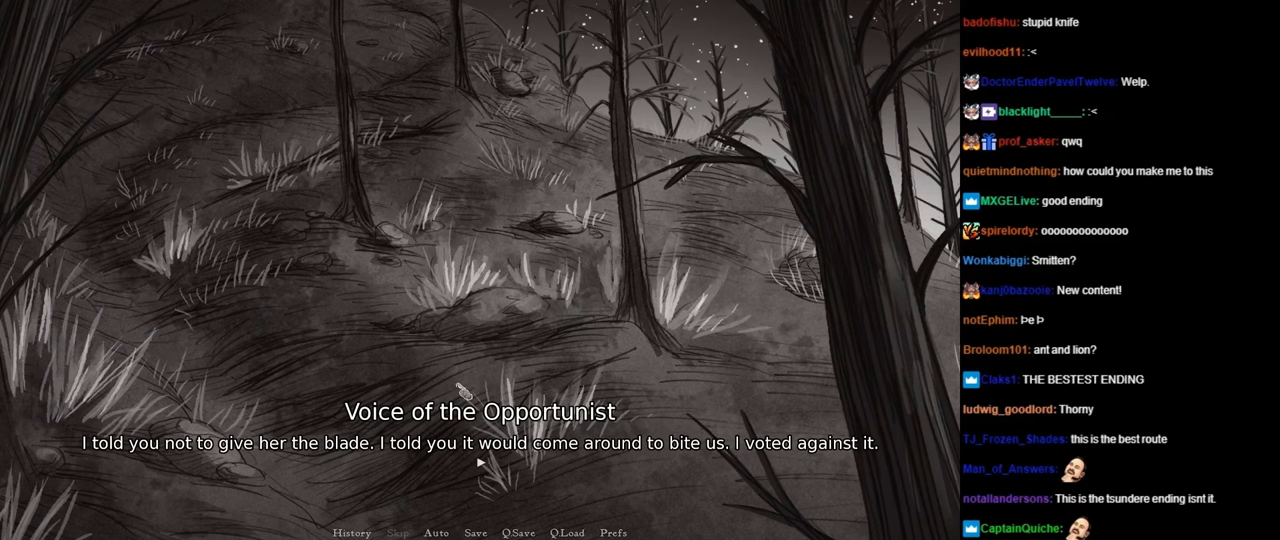 Voice of the Opportunist
I told you not to give her the blade. I told you it would come around to bite us. I voted against it.
History Skip Auto Save Q.Save Q.Load Prefs
badofishu: stupid knife
evilhood11: :<
DoctorEnderPavelTwelve: Welp.
blacklight_____: :<
prof_asker: qwq
quietmindnothing: how could you make me to this
MXGELive: good ending
spirelordy: oooooooooooooo
Wonkabiggi: Smitten?
kanj0bazooie: New content!
notEphim: Þe Þ
Broloom101: ant and lion?
Claks1: THE BESTEST ENDING
ludwig_goodlord: Thorny
TJ_Frozen_Shades: this is the best route
Man_of_Answers:
notallandersons: This is the tsundere ending isnt it.
CaptainQuiche: